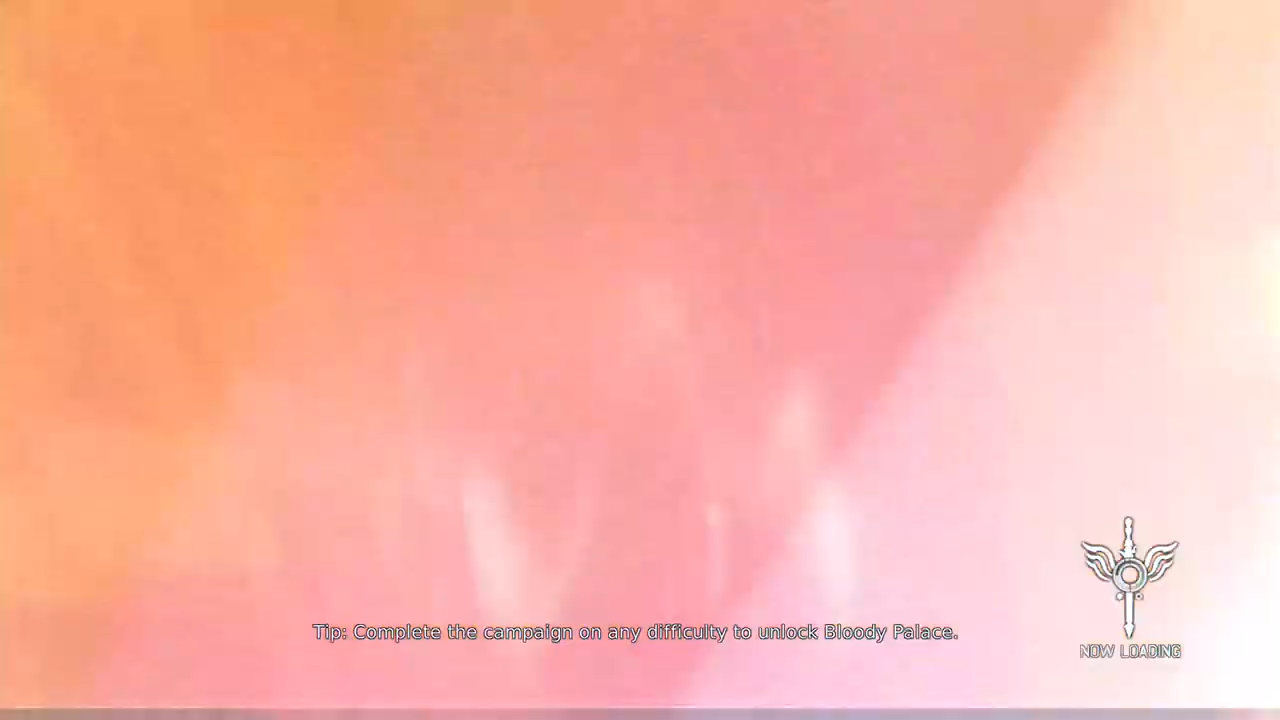 Tip: Complete the campaign on any difficulty to unlock Bloody Palace.
NOW LOADING